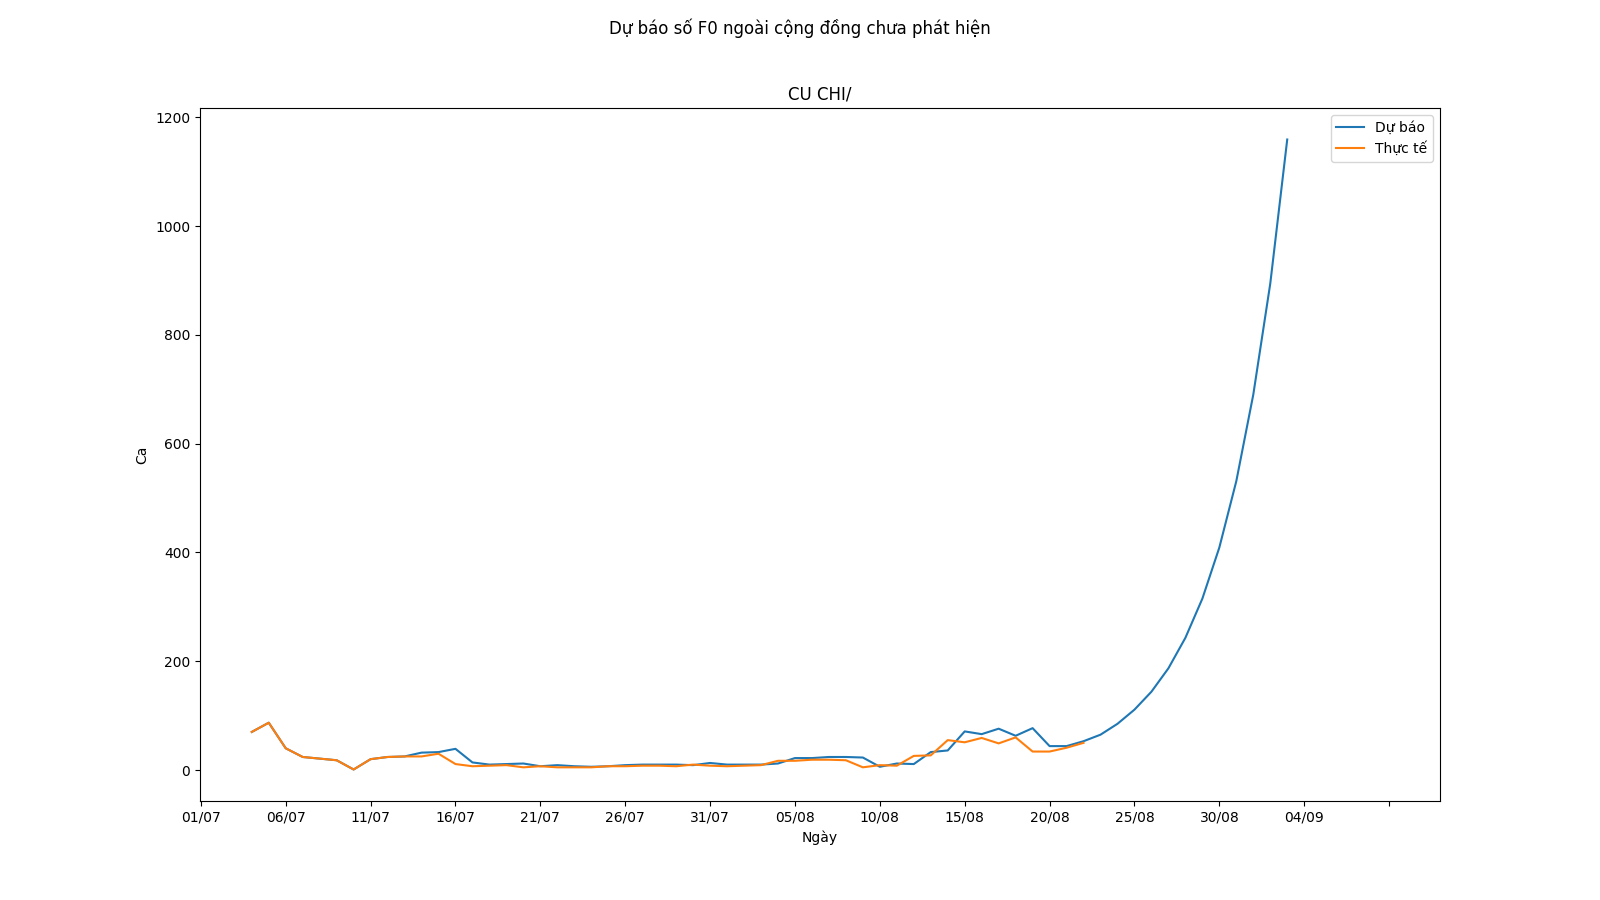 Dự báo số F0 ngoài cộng đồng chưa phát hiện
CU CHI/
Dự báo
Thực tế
1200
1000
800
600
400
200
0
Ca
01/07 06/07 11/07 16/07 21/07 26/07 31/07 05/08 10/08 15/08 20/08 25/08 30/08 04/09
Ngày